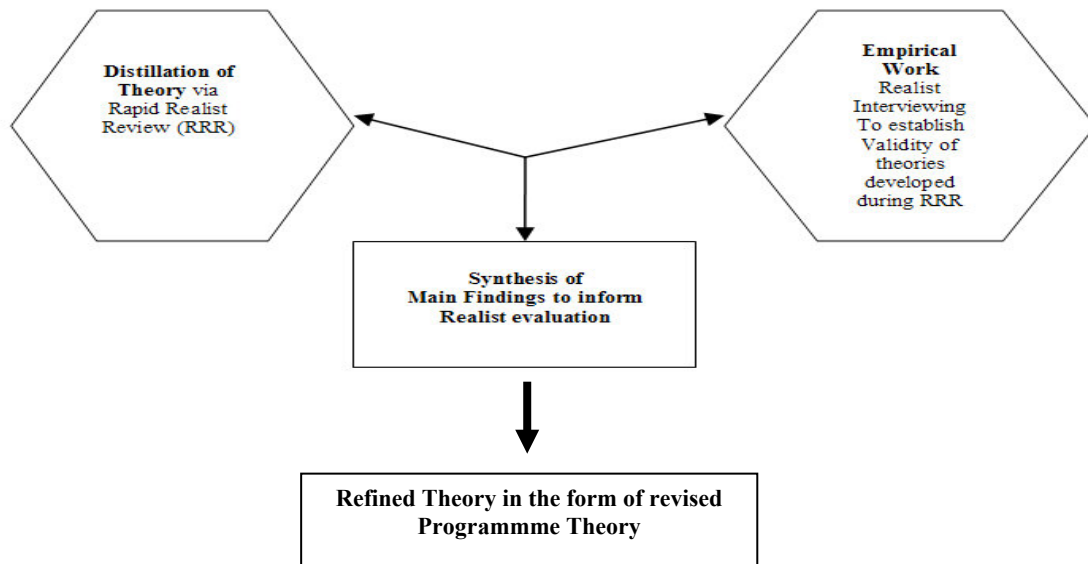 Distillation of
Theory via
Rapid Realist
Review (RRR)
Empirical
Work
Realist
Interviewing
To establish
Validity of
theories
developed
during RRR
Synthesis of
Main Findings to inform
Realist evaluation
Refined Theory in the form of revised
Programmme Theory